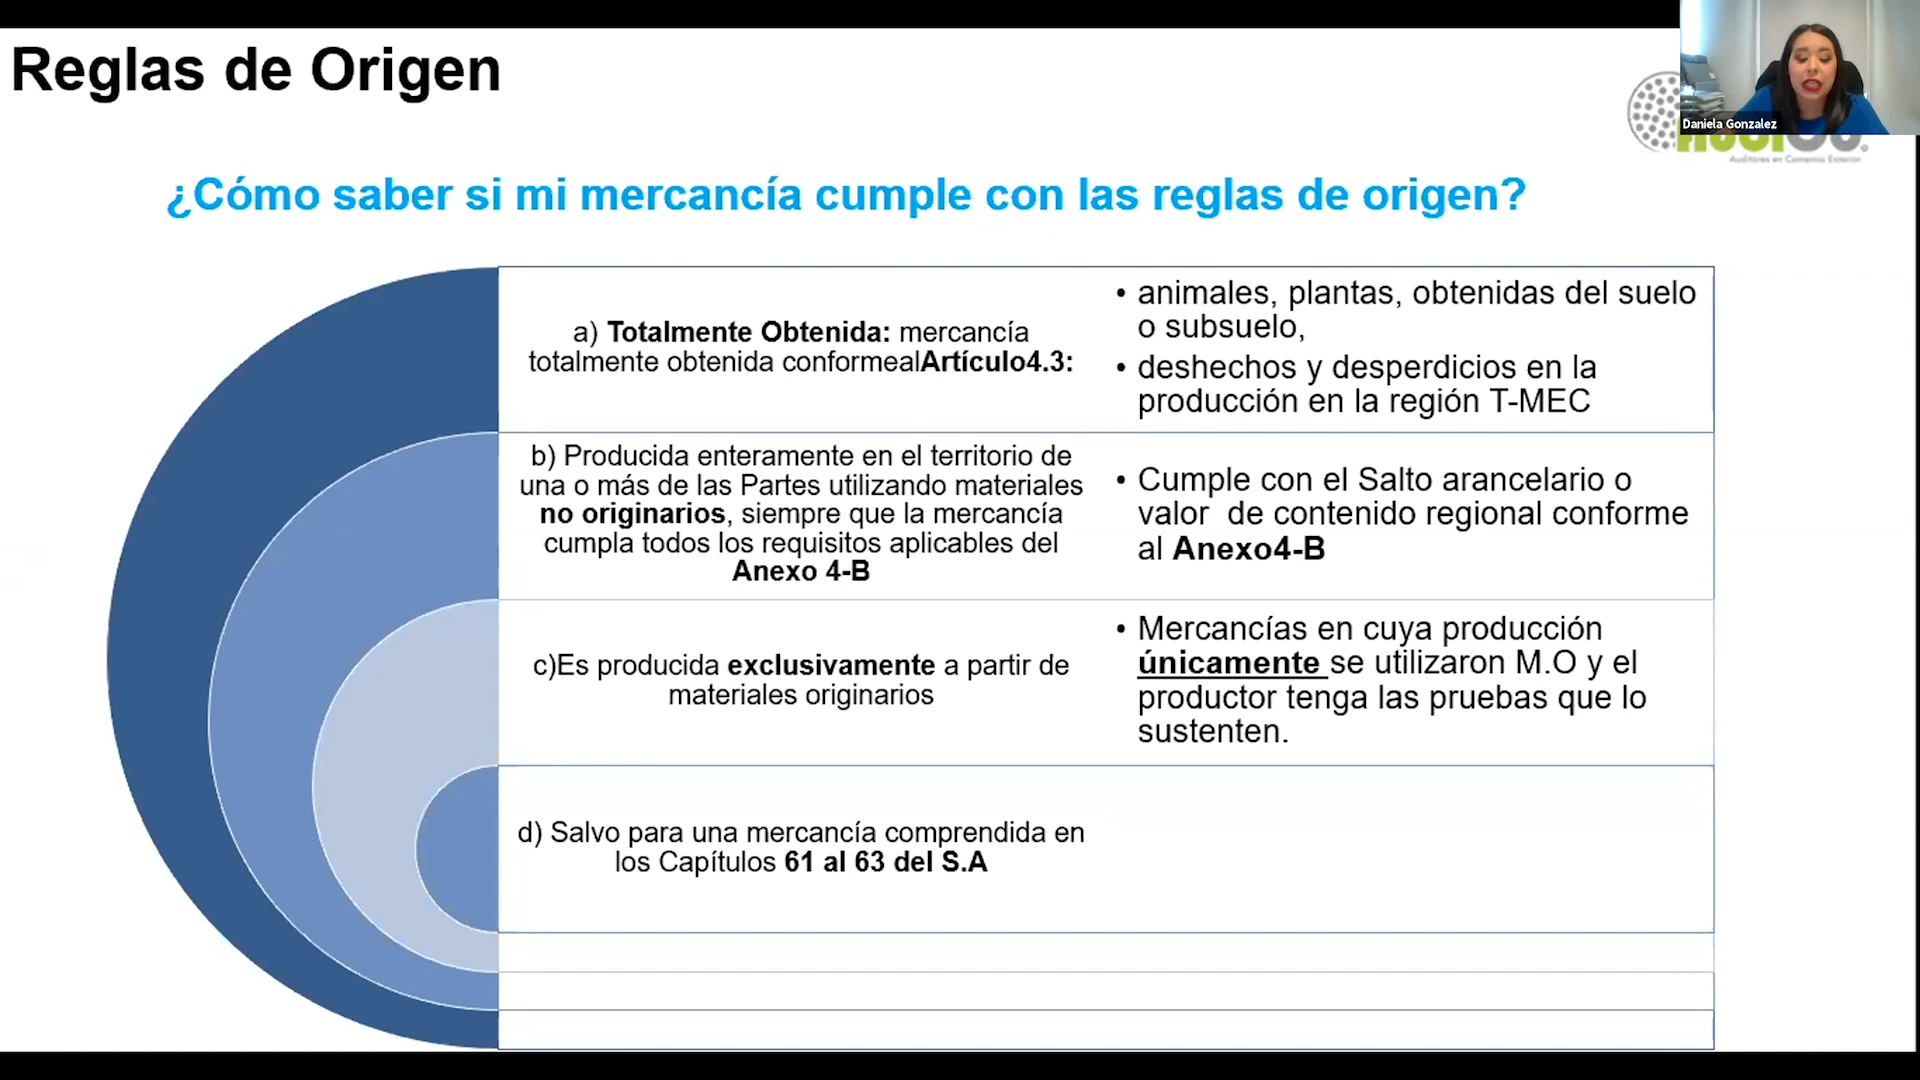 Reglas de Origen
Daniela Gonzalez
Auditores en Comercio Exterior
¿Cómo saber si mi mercancía cumple con las reglas de origen?
a) Totalmente Obtenida: mercancía
totalmente obtenida conformealArtículo4.3:
• animales, plantas, obtenidas del suelo
o subsuelo,
• deshechos y desperdicios en la
producción en la región T-MEC
b) Producida enteramente en el territorio de
una o más de las Partes utilizando materiales
no originarios, siempre que la mercancía
cumpla todos los requisitos aplicables del
Anexo 4-B
• Cumple con el Salto arancelario o
valor de contenido regional conforme
al Anexo4-B
c)Es producida exclusivamente a partir de
materiales originarios
• Mercancías en cuya producción
únicamente se utilizaron M.O y el
productor tenga las pruebas que lo
sustenten.
d) Salvo para una mercancía comprendida en
los Capítulos 61 al 63 del S.A